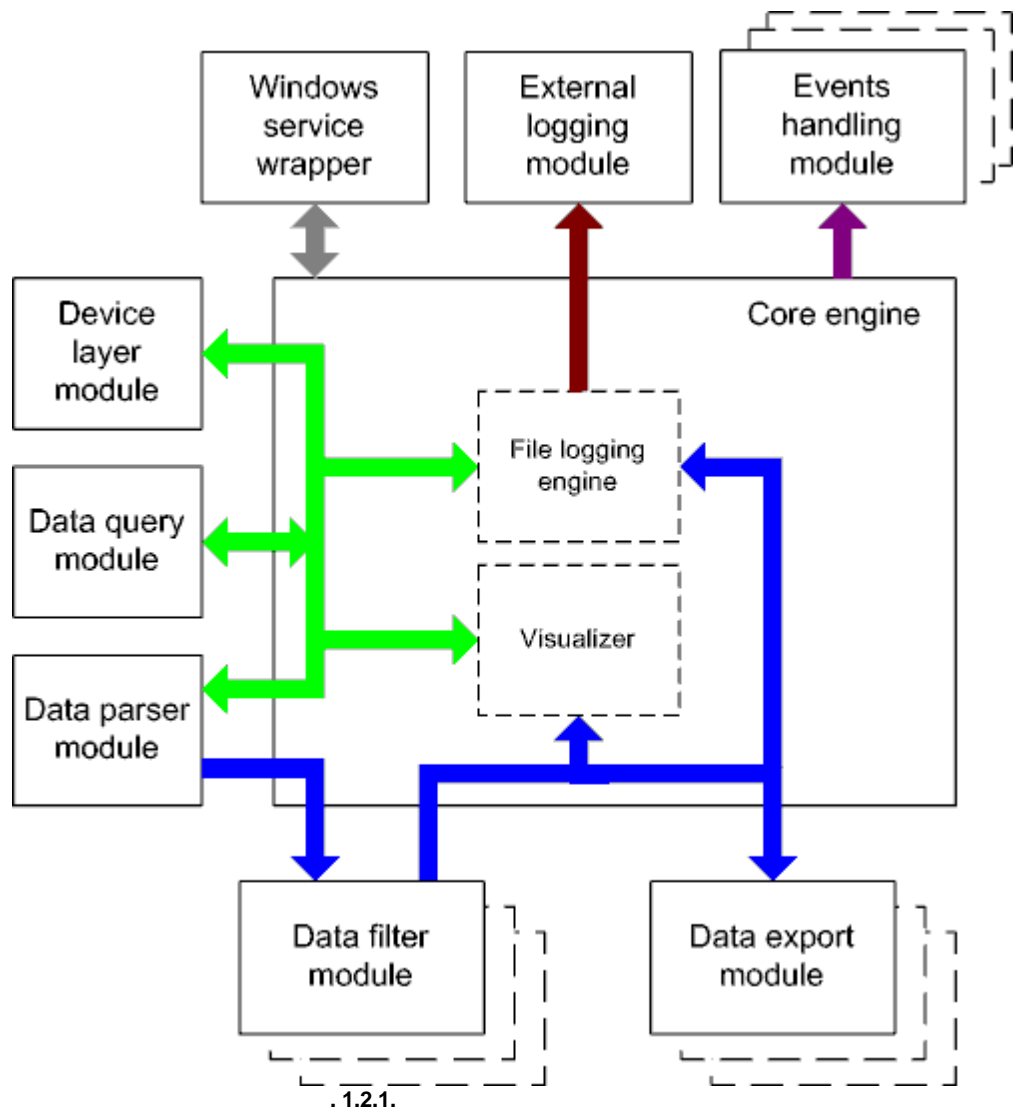 Windows
service
wrapper
External
logging
module
Events
handling
module
Device
layer
module
Core engine
File logging
engine
Data query
module
Visualizer
Data parser
module
Data filter
module
Data export
module
. 1.2.1.